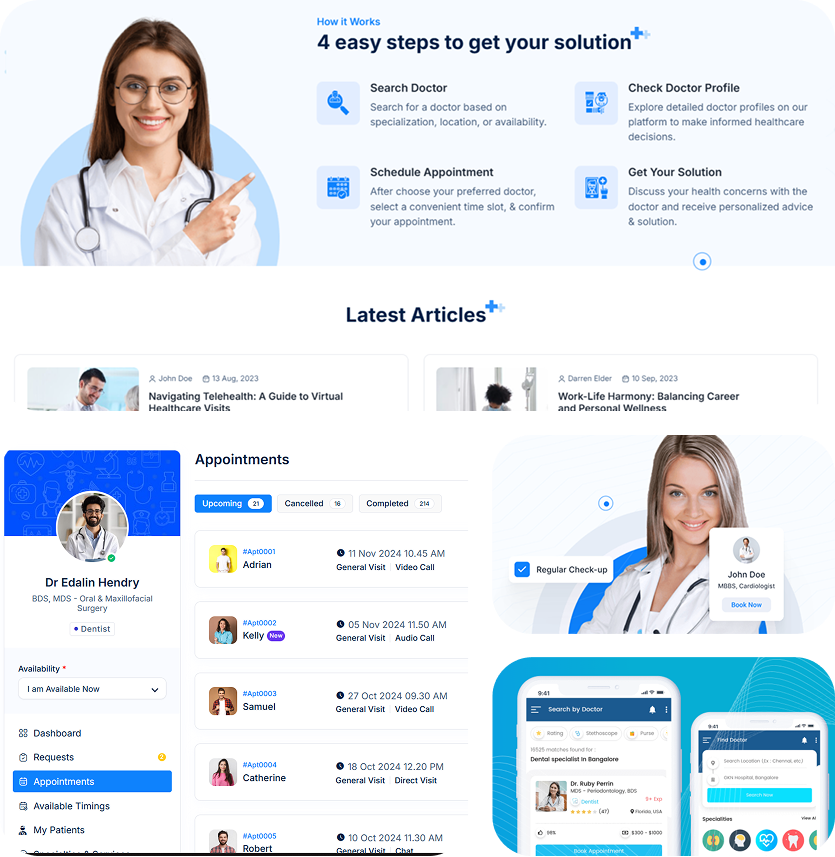 How it Works
4 easy steps to get your solution
Search Doctor
Search for a doctor based on
specialization, location, or availability.
Check Doctor Profile
Explore detailed doctor profiles on our
platform to make informed healthcare
decisions.
Schedule Appointment
After choose your preferred doctor,
select a convenient time slot, & confirm
your appointment.
Get Your Solution
Discuss your health concerns with the
doctor and receive personalized advice
& solution.
Latest Articles
John Doe 13 Aug, 2023
Navigating Telehealth: A Guide to Virtual
Healthcare Visits
Darren Elder 10 Sep, 2023
Work-Life Harmony: Balancing Career
and Personal Wellness
Dr Edalin Hendry
BDS, MDS - Oral & Maxillofacial
Surgery
Dentist
Availability *
I am Available Now
Dashboard
Requests 2
Appointments
Available Timings
My Patients
Specialties & Services
Appointments
Upcoming 21 Cancelled 16 Completed 214
#Apt0001
Adrian
11 Nov 2024 10.45 AM
General Visit Video Call
#Apt0002
Kelly New
05 Nov 2024 11.50 AM
General Visit Audio Call
#Apt0003
Samuel
27 Oct 2024 09.30 AM
General Visit Video Call
#Apt0004
Catherine
18 Oct 2024 12.20 PM
General Visit Direct Visit
#Apt0005
Robert
10 Oct 2024 11.30 AM
General Visit Chat
Regular Check-up
John Doe
MBBS, Cardiologist
Book Now
9:41
Search by Doctor
Rating Stethoscope Purse
16525 matches found for :
Dental specialist in Bangalore
Dr. Ruby Perrin
MDS - Periodontology, BDS
Dentist 9+ Exp
(47) Florida, USA
98% $300 - $1000
Book Appointment
9:41
Find Doctor
Search Location (Ex : Chennai,etc)
Hospital Bangalore
Search Now
Specialities View All